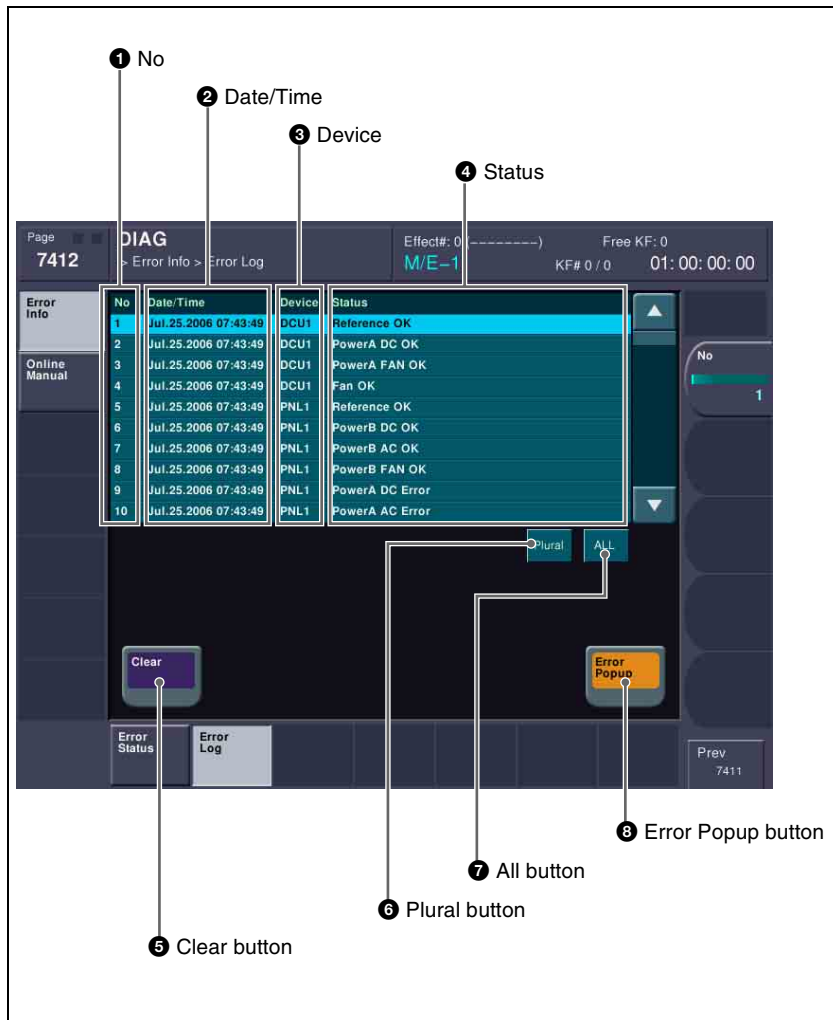 ❶ No
❷ Date/Time
❸ Device
❹ Status
Page
7412
DIAG
> Error Info > Error Log
Effect#: 0 (--------) Free KF: 0
M/E-1 KF# 0 / 0 01: 00: 00: 00
Error
Info
Online
Manual
No Date/Time Device Status
1 Jul.25.2006 07:43:49 DCU1 Reference OK
2 Jul.25.2006 07:43:49 DCU1 PowerA DC OK
3 Jul.25.2006 07:43:49 DCU1 PowerA FAN OK
4 Jul.25.2006 07:43:49 DCU1 Fan OK
5 Jul.25.2006 07:43:49 PNL1 Reference OK
6 Jul.25.2006 07:43:49 PNL1 PowerB DC OK
7 Jul.25.2006 07:43:49 PNL1 PowerB AC OK
8 Jul.25.2006 07:43:49 PNL1 PowerB FAN OK
9 Jul.25.2006 07:43:49 PNL1 PowerA DC Error
10 Jul.25.2006 07:43:49 PNL1 PowerA AC Error
No
1
Plural ALL
Clear
Error
Popup
Error
Status
Error
Log
Prev
7411
❽ Error Popup button
❼ All button
❻ Plural button
❺ Clear button